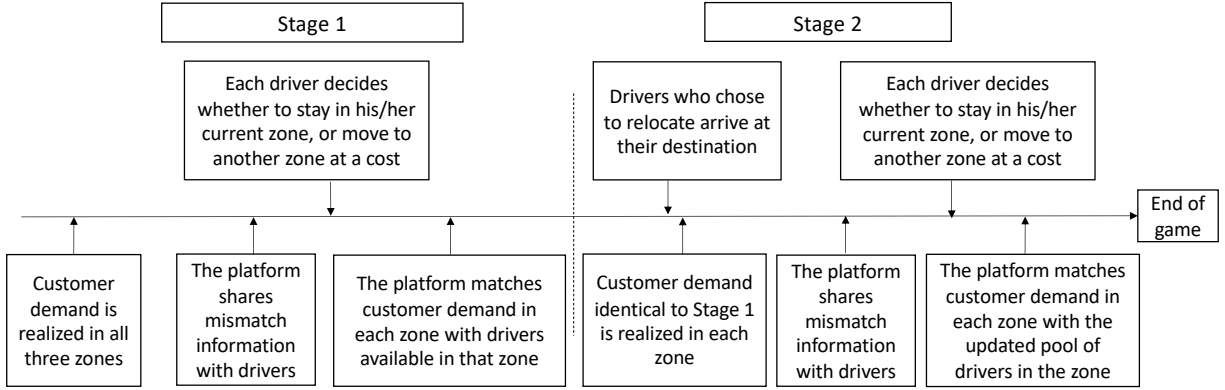 Stage 1
Stage 2
Each driver decides
whether to stay in his/her
current zone, or move to
another zone at a cost
Drivers who chose
to relocate arrive at
their destination
Each driver decides
whether to stay in his/her
current zone, or move to
another zone at a cost
End of
game
Customer
demand is
realized in all
three zones
The platform
shares
mismatch
information
with drivers
The platform matches
customer demand in
each zone with drivers
available in that zone
Customer demand
identical to Stage 1
is realized in each
zone
The platform
shares
mismatch
information
with drivers
The platform matches
customer demand in
each zone with the
updated pool of
drivers in the zone